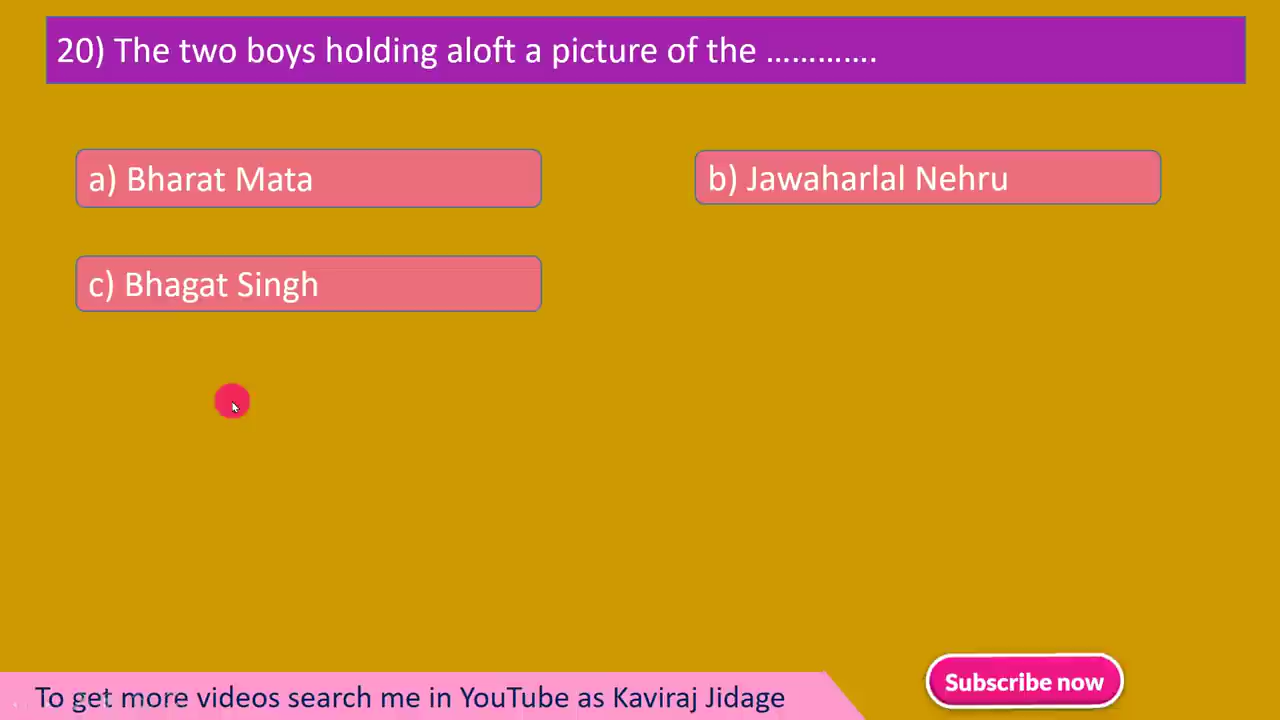 20) The two boys holding aloft a picture of the ………….
a) Bharat Mata
b) Jawaharlal Nehru
c) Bhagat Singh
To get more videos search me in YouTube as Kaviraj Jidage
Subscribe now